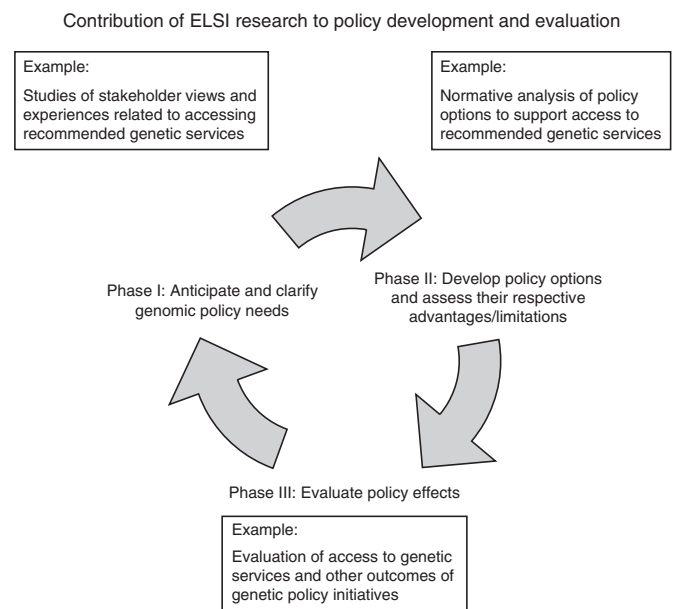 Contribution of ELSI research to policy development and evaluation
Example:
Studies of stakeholder views and
experiences related to accessing
recommended genetic services
Example:
Normative analysis of policy
options to support access to
recommended genetic services
Phase I: Anticipate and clarify
genomic policy needs
Phase II: Develop policy options
and assess their respective
advantages/limitations
Phase III: Evaluate policy effects
Example:
Evaluation of access to genetic
services and other outcomes of
genetic policy initiatives